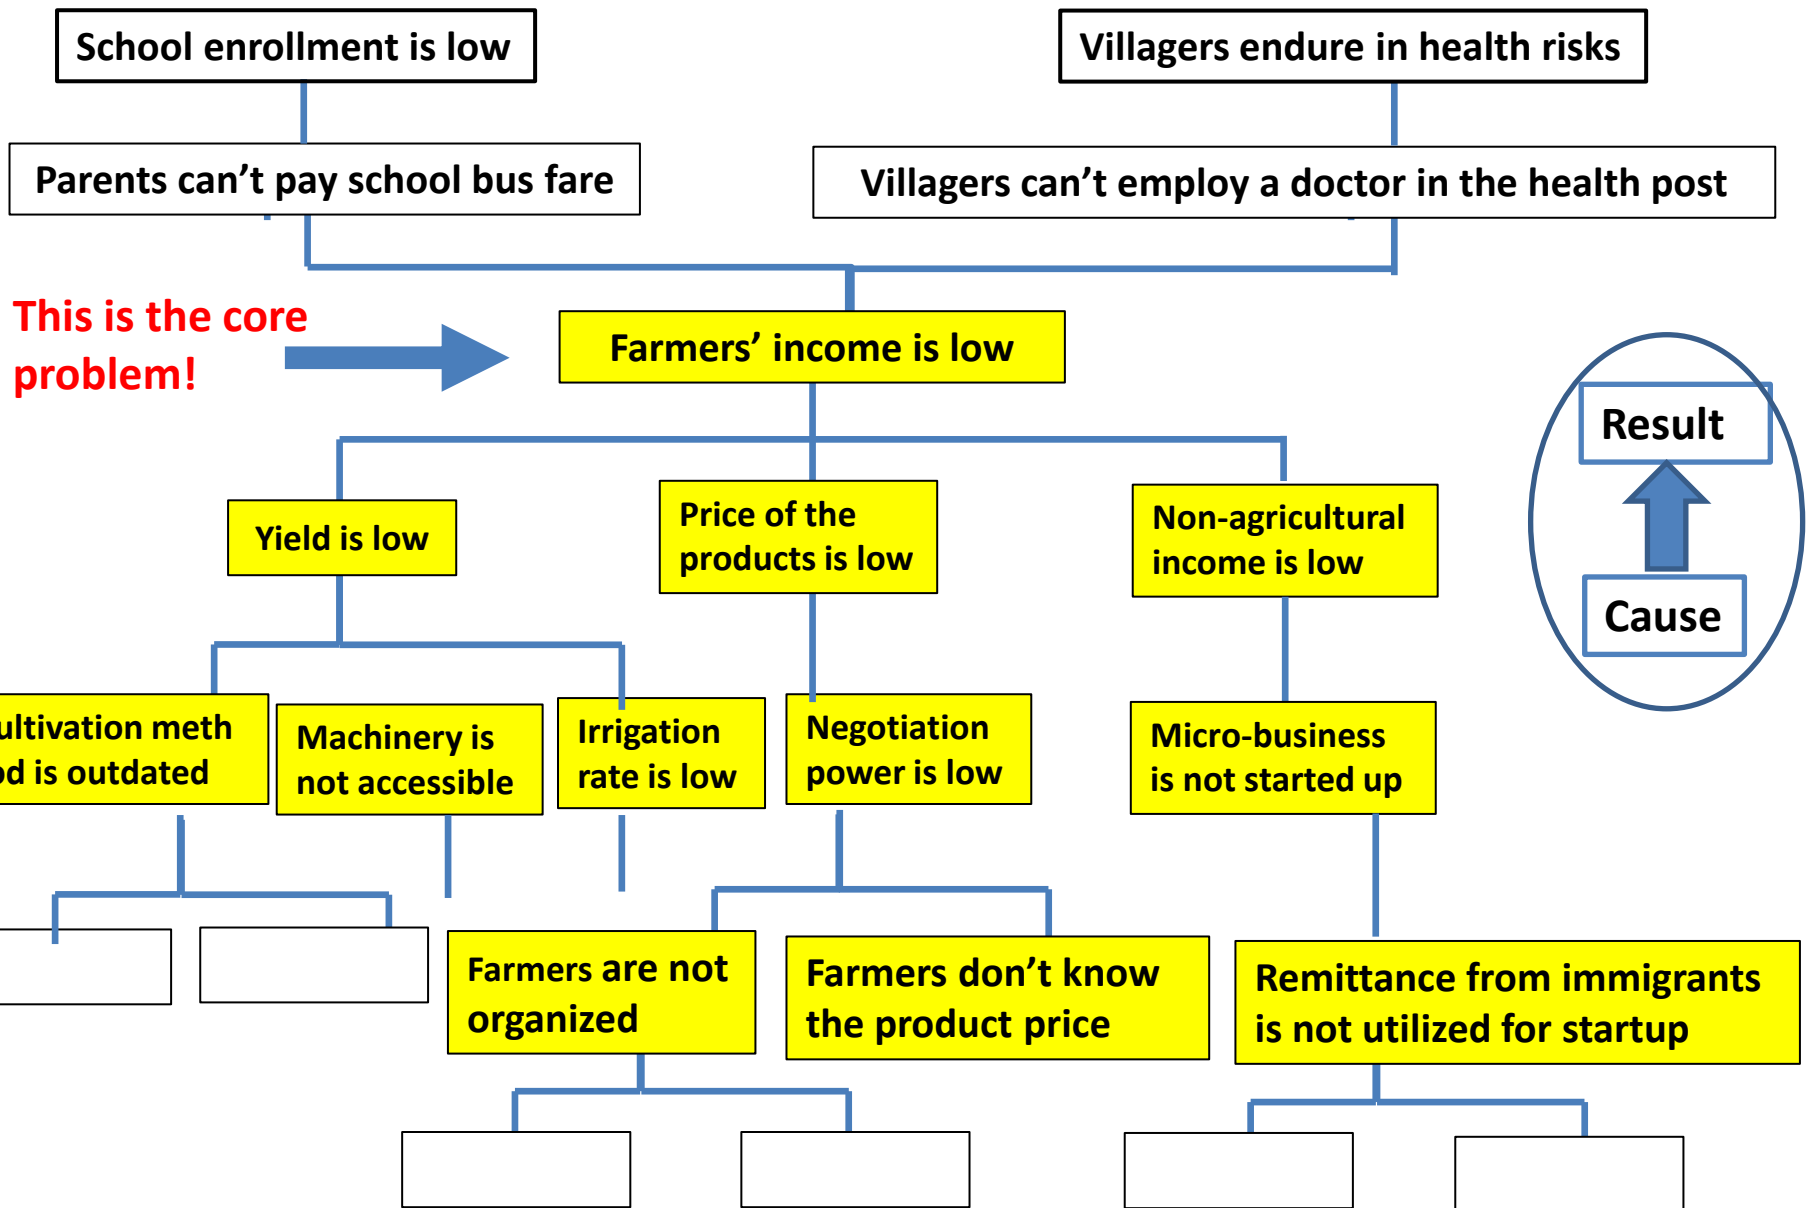 School enrollment is low
Villagers endure in health risks
Parents can’t pay school bus fare
Villagers can’t employ a doctor in the health post
This is the core
problem!
Farmers’ income is low
Result
Cause
Yield is low
Price of the
products is low
Non-agricultural
income is low
ultivation meth
od is outdated
Machinery is
not accessible
Irrigation
rate is low
Negotiation
power is low
Micro-business
is not started up
Farmers are not
organized
Farmers don’t know
the product price
Remittance from immigrants
is not utilized for startup